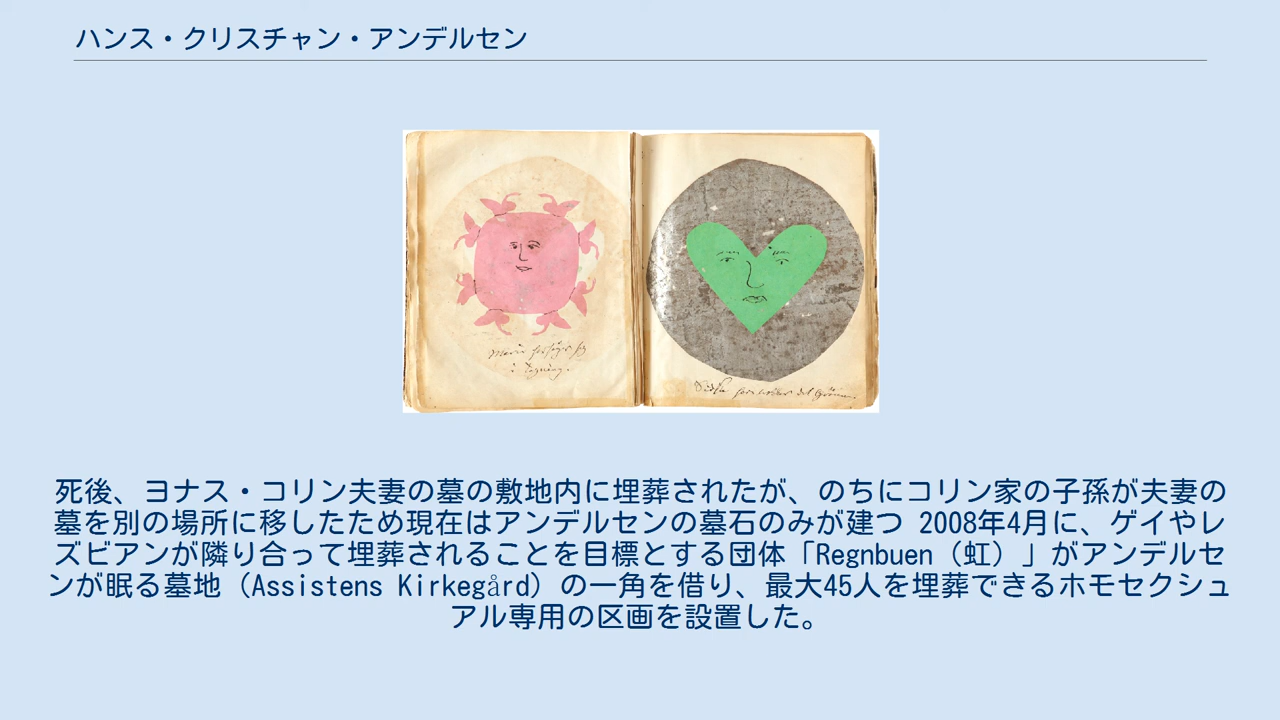 ハンス・クリスチャン・アンデルセン
死後、ヨナス・コリン夫妻の墓の敷地内に埋葬されたが、のちにコリン家の子孫が夫妻の
墓を別の場所に移したため現在はアンデルセンの墓石のみが建つ 2008年4月に、ゲイやレ
ズビアンが隣り合って埋葬されることを目標とする団体「Regnbuen（虹）」がアンデルセ
ンが眠る墓地（Assistens Kirkegård）の一角を借り、最大45人を埋葬できるホモセクシュ
アル専用の区画を設置した。